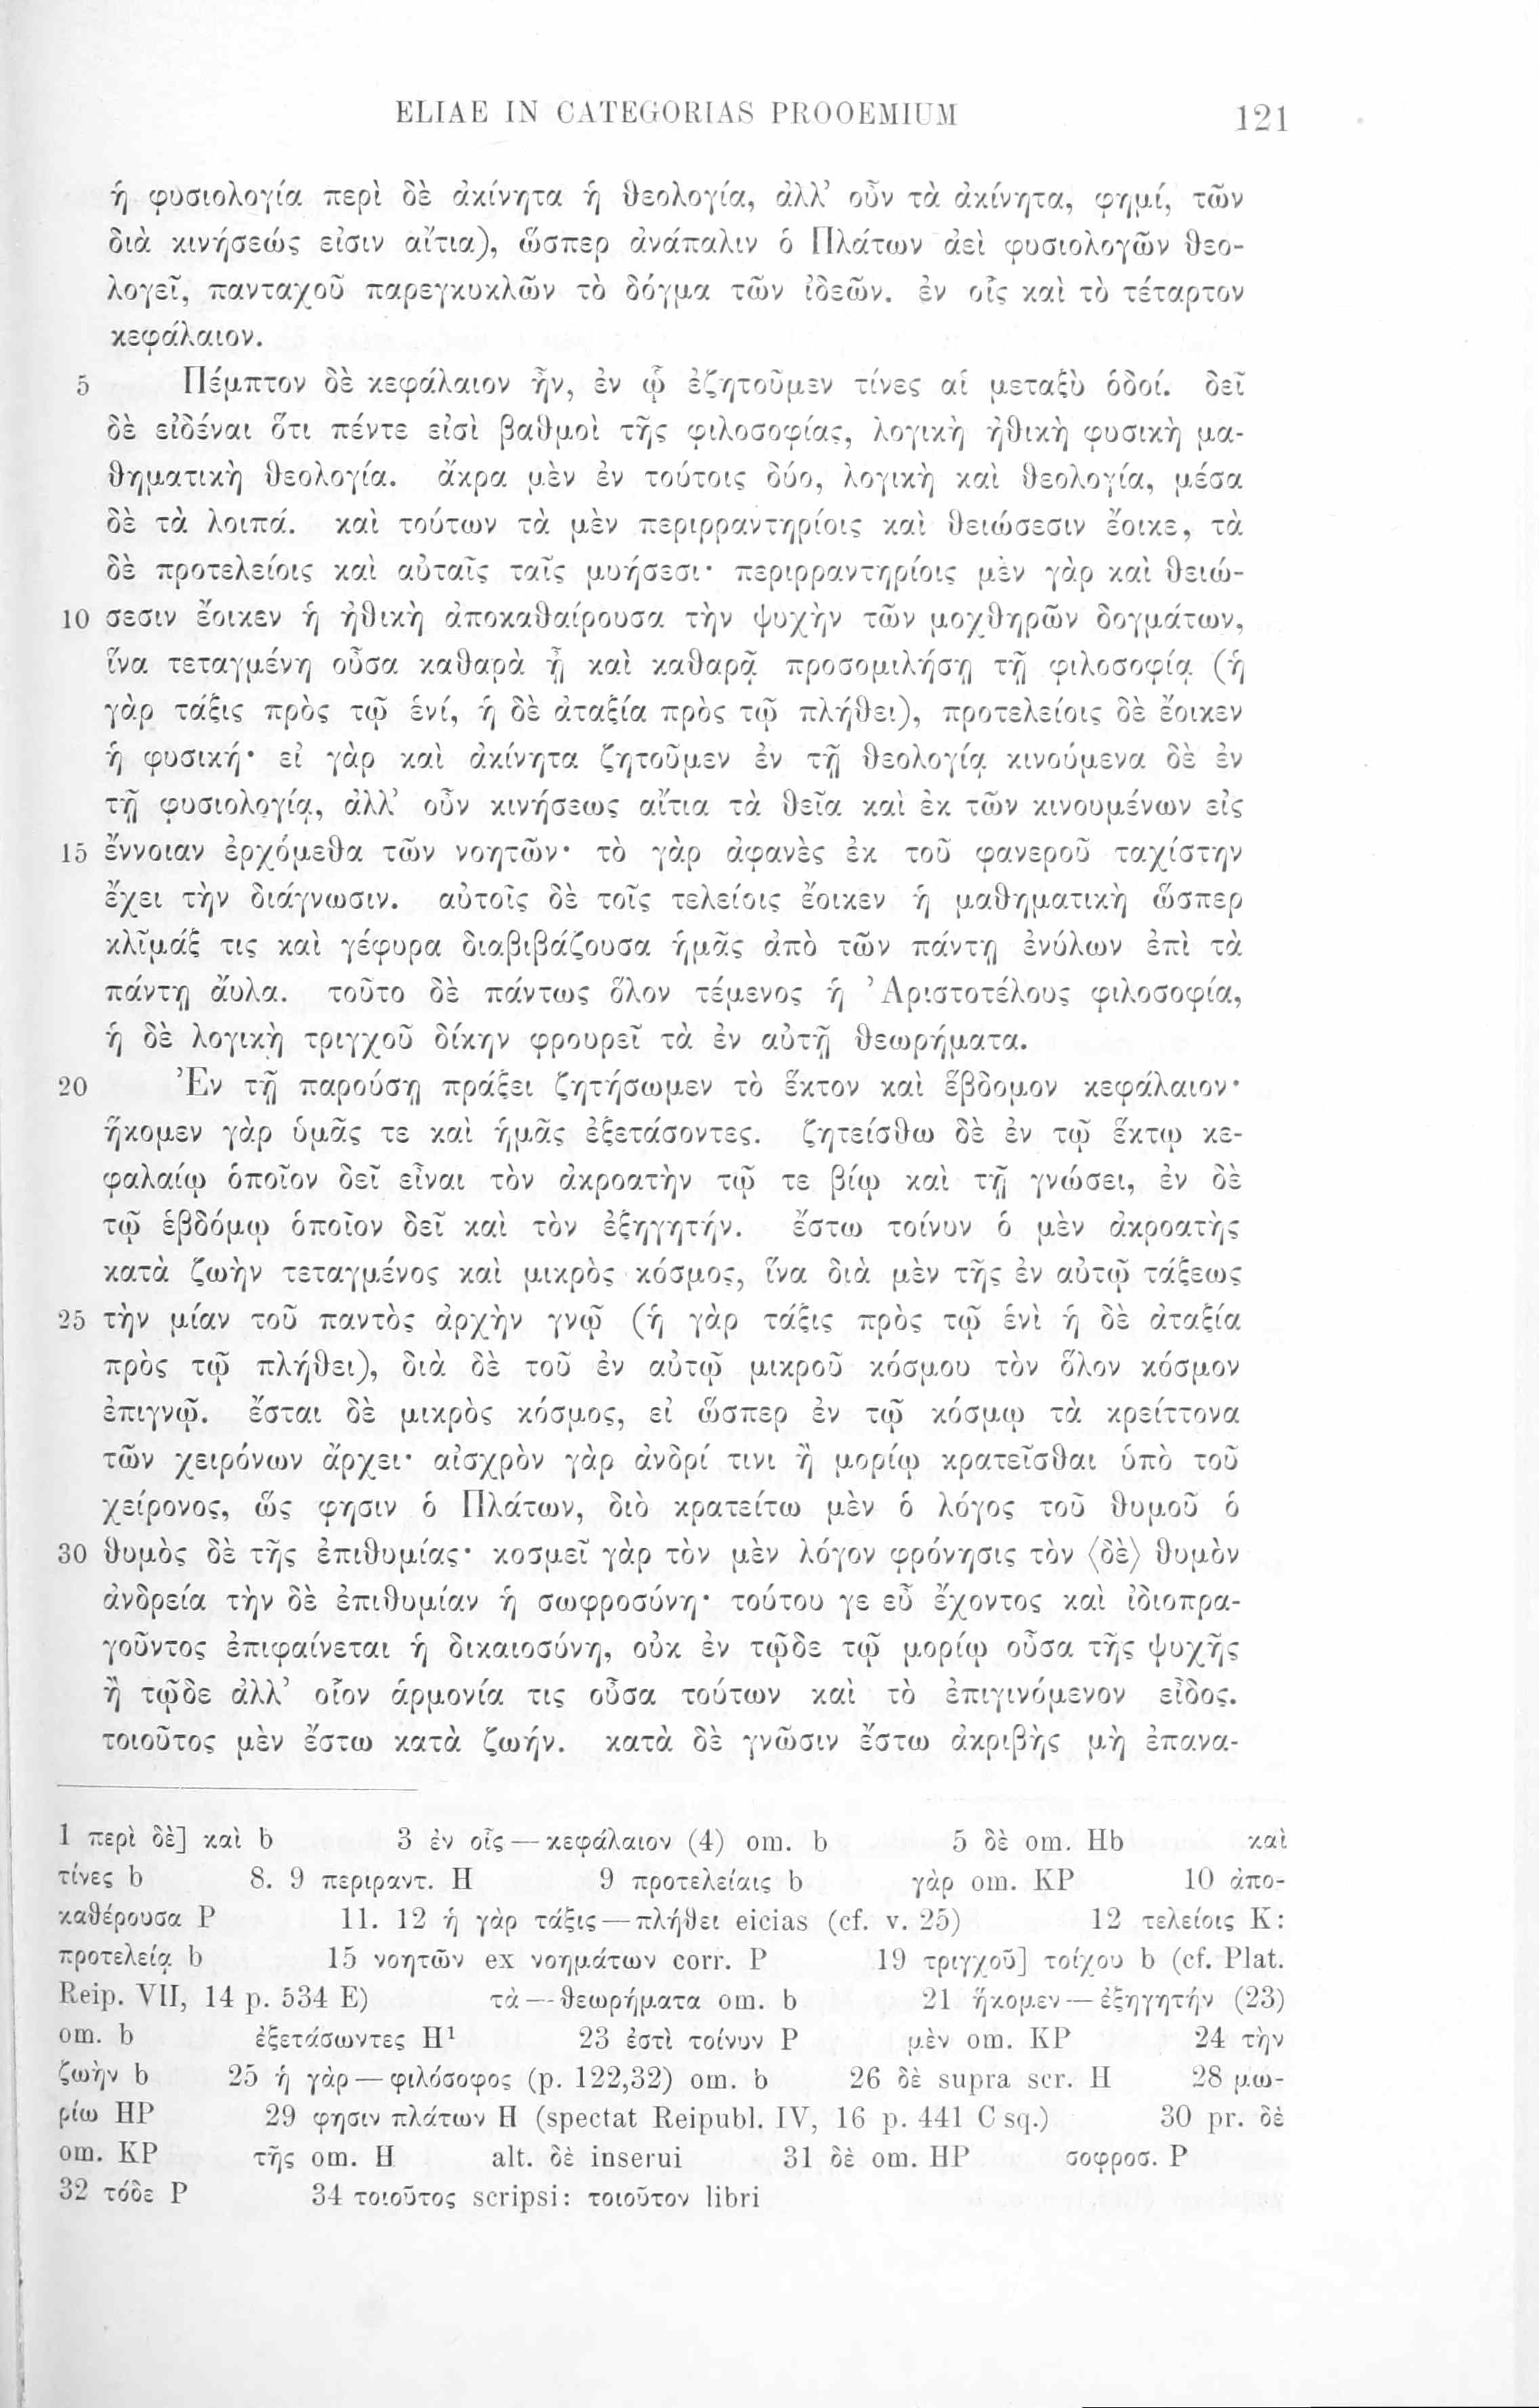 ELIAE IN CATEGORIAS PROOEMIUM 121
ἡ φυσιολογία περὶ δὲ ἀκίνητα ἡ θεολογία, ἀλλ’ οὖν τὰ ἀκίνητα, φημί, τῶν
διὰ κινήσεώς εἰσιν αἴτια), ὥσπερ ἀνάπαλιν ὁ Πλάτων ἀεὶ φυσιολογῶν θεο-
λογεῖ, πανταχοῦ παρεγκυκλῶν τὸ δόγμα τῶν ἰδεῶν. ἐν οἷς καὶ τὸ τέταρτον
κεφάλαιον.
5 Πέμπτον δὲ κεφάλαιον ἦν, ἐν ᾧ ἐζητοῦμεν τίνες αἱ μεταξὺ ὁδοί. δεῖ
δὲ εἰδέναι ὅτι πέντε εἰσὶ βαθμοὶ τῆς φιλοσοφίας, λογικὴ ἠθικὴ φυσικὴ μα-
θηματικὴ θεολογία. ἄκρα μὲν ἐν τούτοις δύο, λογικὴ καὶ θεολογία, μέσα
δὲ τὰ λοιπά. καὶ τούτων τὰ μὲν περιρραντηρίοις καὶ θειώσεσιν ἔοικε, τὰ
δὲ προτελείοις καὶ αὐταῖς ταῖς μυήσεσι· περιρραντηρίοις μὲν γὰρ καὶ θειώ-
10 σεσιν ἔοικεν ἡ ἠθικὴ ἀποκαθαίρουσα τὴν ψυχὴν τῶν μοχθηρῶν δογμάτων,
ἵνα τεταγμένη οὖσα καθαρὰ ᾖ καὶ καθαρᾷ προσομιλήσῃ τῇ φιλοσοφίᾳ (ἡ
γὰρ τάξις πρὸς τῷ ἑνί, ἡ δὲ ἀταξία πρὸς τῷ πλήθει), προτελείοις δὲ ἔοικεν
ἡ φυσική· εἰ γὰρ καὶ ἀκίνητα ζητοῦμεν ἐν τῇ θεολογίᾳ κινούμενα δὲ ἐν
τῇ φυσιολογίᾳ, ἀλλ’ οὖν κινήσεως αἴτια τὰ θεῖα καὶ ἐκ τῶν κινουμένων εἰς
15 ἔννοιαν ἐρχόμεθα τῶν νοητῶν· τὸ γὰρ ἀφανὲς ἐκ τοῦ φανεροῦ ταχίστην
ἔχει τὴν διάγνωσιν. αὐτοῖς δὲ τοῖς τελείοις ἔοικεν ἡ μαθηματικὴ ὥσπερ
κλῖμάξ τις καὶ γέφυρα διαβιβάζουσα ἡμᾶς ἀπὸ τῶν πάντῃ ἐνύλων ἐπὶ τὰ
πάντῃ ἄυλα. τοῦτο δὲ πάντως ὅλον τέμενος ἡ Ἀριστοτέλους φιλοσοφία,
ἡ δὲ λογικὴ τριγχοῦ δίκην φρουρεῖ τὰ ἐν αὐτῇ θεωρήματα.
20 Ἐν τῇ παρούσῃ πράξει ζητήσωμεν τὸ ἕκτον καὶ ἕβδομον κεφάλαιον·
ἥκομεν γὰρ ὑμᾶς τε καὶ ἡμᾶς ἐξετάσοντες. ζητείσθω δὲ ἐν τῷ ἕκτῳ κε-
φαλαίῳ ὁποῖον δεῖ εἶναι τὸν ἀκροατὴν τῷ τε βίῳ καὶ τῇ γνώσει, ἐν δὲ
τῷ ἑβδόμῳ ὁποῖον δεῖ καὶ τὸν ἐξηγητήν. ἔστω τοίνυν ὁ μὲν ἀκροατὴς
κατὰ ζωὴν τεταγμένος καὶ μικρὸς κόσμος, ἵνα διὰ μὲν τῆς ἐν αὐτῷ τάξεως
25 τὴν μίαν τοῦ παντὸς ἀρχὴν γνῷ (ἡ γὰρ τάξις πρὸς τῷ ἑνὶ ἡ δὲ ἀταξία
πρὸς τῷ πλήθει), διὰ δὲ τοῦ ἐν αὐτῷ μικροῦ κόσμου τὸν ὅλον κόσμον
ἐπιγνῷ. ἔσται δὲ μικρὸς κόσμος, εἰ ὥσπερ ἐν τῷ κόσμῳ τὰ κρείττονα
τῶν χειρόνων ἄρχει· αἰσχρὸν γὰρ ἀνδρί τινι ἢ μορίῳ κρατεῖσθαι ὑπὸ τοῦ
χείρονος, ὥς φησιν ὁ Πλάτων, διὸ κρατείτω μὲν ὁ λόγος τοῦ θυμοῦ ὁ
30 θυμὸς δὲ τῆς ἐπιθυμίας· κοσμεῖ γὰρ τὸν μὲν λόγον φρόνησις τὸν ⟨δὲ⟩ θυμὸν
ἀνδρεία τὴν δὲ ἐπιθυμίαν ἡ σωφροσύνη· τούτου γε εὖ ἔχοντος καὶ ἰδιοπρα-
γοῦντος ἐπιφαίνεται ἡ δικαιοσύνη, οὐκ ἐν τῷδε τῷ μορίῳ οὖσα τῆς ψυχῆς
ἢ τῷδε ἀλλ’ οἷον ἁρμονία τις οὖσα τούτων καὶ τὸ ἐπιγινόμενον εἶδος.
τοιοῦτος μὲν ἔστω κατὰ ζωήν. κατὰ δὲ γνῶσιν ἔστω ἀκριβὴς μὴ ἐπανα-
1 περὶ δὲ] καὶ b 3 ἐν οἷς — κεφάλαιον (4) om. b 5 δὲ om. Hb καὶ
τίνες b 8. 9 περιραντ. H 9 προτελείαις b γὰρ om. KP 10 ἀπο-
καθέρουσα P 11. 12 ἡ γὰρ τάξις — πλήθει eicias (cf. v. 25) 12 τελείοις K:
προτελείᾳ b 15 νοητῶν ex νοημάτων corr. P 19 τριγχοῦ] τοίχου b (cf. Plat.
Reip. VII, 14 p. 534 E) τὰ — θεωρήματα om. b 21 ἥκομεν — ἐξηγητήν (23)
om. b ἐξετάσωντες H¹ 23 ἐστὶ τοίνυν P μὲν om. KP 24 τὴν
ζωὴν b 25 ἡ γὰρ — φιλόσοφος (p. 122,32) om. b 26 δὲ supra scr. H 28 μω-
ρίω HP 29 φησιν πλάτων H (spectat Reipubl. IV, 16 p. 441 C sq.) 30 pr. δὲ
om. KP τῆς om. H alt. δὲ inserui 31 δὲ om. HP σοφροσ. P
32 τόδε P 34 τοιοῦτος scripsi: τοιοῦτον libri